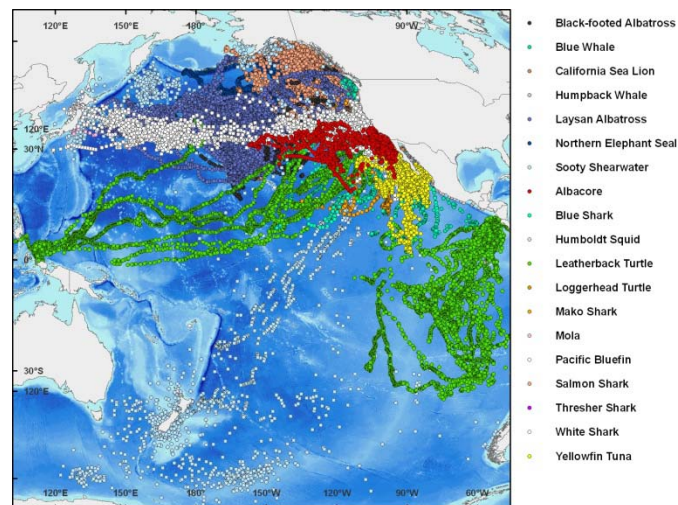 120°E 180° 90°W
120°E
30°N
0°
30°S
120°E
120°E 150°E 180° 150°W 120°W 90°W 60°W
Black-footed Albatross
Blue Whale
California Sea Lion
Humpback Whale
Laysan Albatross
Northern Elephant Seal
Sooty Shearwater
Albacore
Blue Shark
Humboldt Squid
Leatherback Turtle
Loggerhead Turtle
Mako Shark
Mola
Pacific Bluefin
Salmon Shark
Thresher Shark
White Shark
Yellowfin Tuna